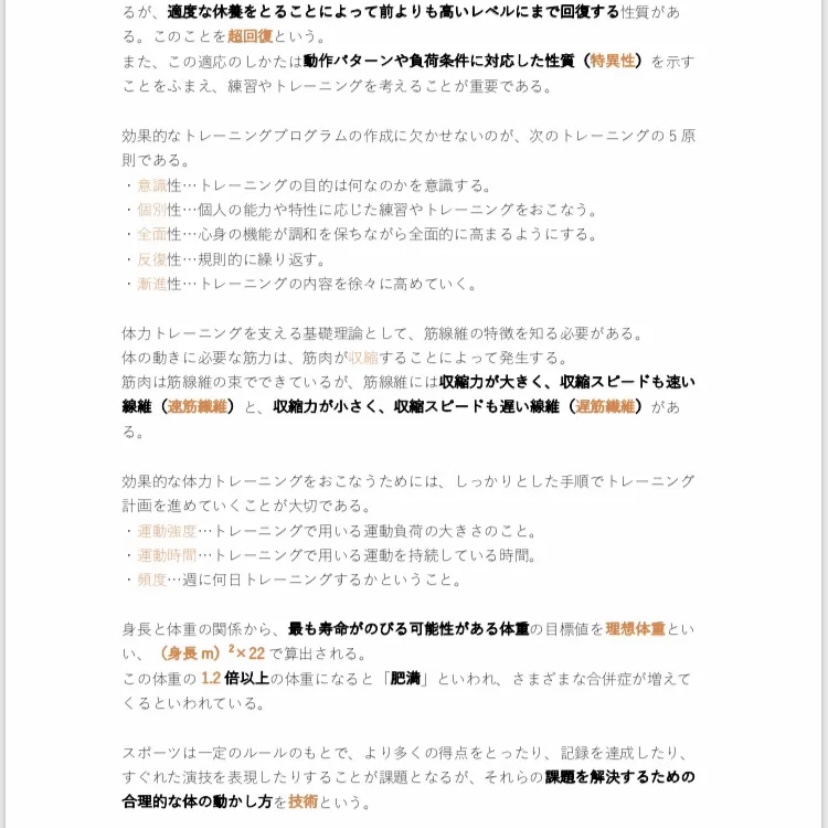 るが、適度な休養をとることによって前よりも高いレベルにまで回復する性質があ
る。このことを超回復という。
また、この適応のしかたは動作パターンや負荷条件に対応した性質（特異性）を示す
ことをふまえ、練習やトレーニングを考えることが重要である。
効果的なトレーニングプログラムの作成に欠かせないのが、次のトレーニングの5原
則である。
・意識性…トレーニングの目的は何なのかを意識する。
・個別性…個人の能力や特性に応じた練習やトレーニングをおこなう。
・全面性…心身の機能が調和を保ちながら全面的に高まるようにする。
・反復性…規則的に繰り返す。
・漸進性…トレーニングの内容を徐々に高めていく。
体力トレーニングを支える基礎理論として、筋線維の特徴を知る必要がある。
体の動きに必要な筋力は、筋肉が収縮することによって発生する。
筋肉は筋線維の束でできているが、筋線維には収縮力が大きく、収縮スピードも速い
線維（速筋繊維）と、収縮力が小さく、収縮スピードも遅い線維（遅筋繊維）があ
る。
効果的な体力トレーニングをおこなうためには、しっかりとした手順でトレーニング
計画を進めていくことが大切である。
・運動強度…トレーニングで用いる運動負荷の大きさのこと。
・運動時間…トレーニングで用いる運動を持続している時間。
・頻度…週に何日トレーニングするかということ。
身長と体重の関係から、最も寿命がのびる可能性がある体重の目標値を理想体重とい
い、（身長m）²×22で算出される。
この体重の1.2倍以上の体重になると「肥満」といわれ、さまざまな合併症が増えて
くるといわれている。
スポーツは一定のルールのもとで、より多くの得点をとったり、記録を達成したり、
すぐれた演技を表現したりすることが課題となるが、それらの課題を解決するための
合理的な体の動かし方を技術という。